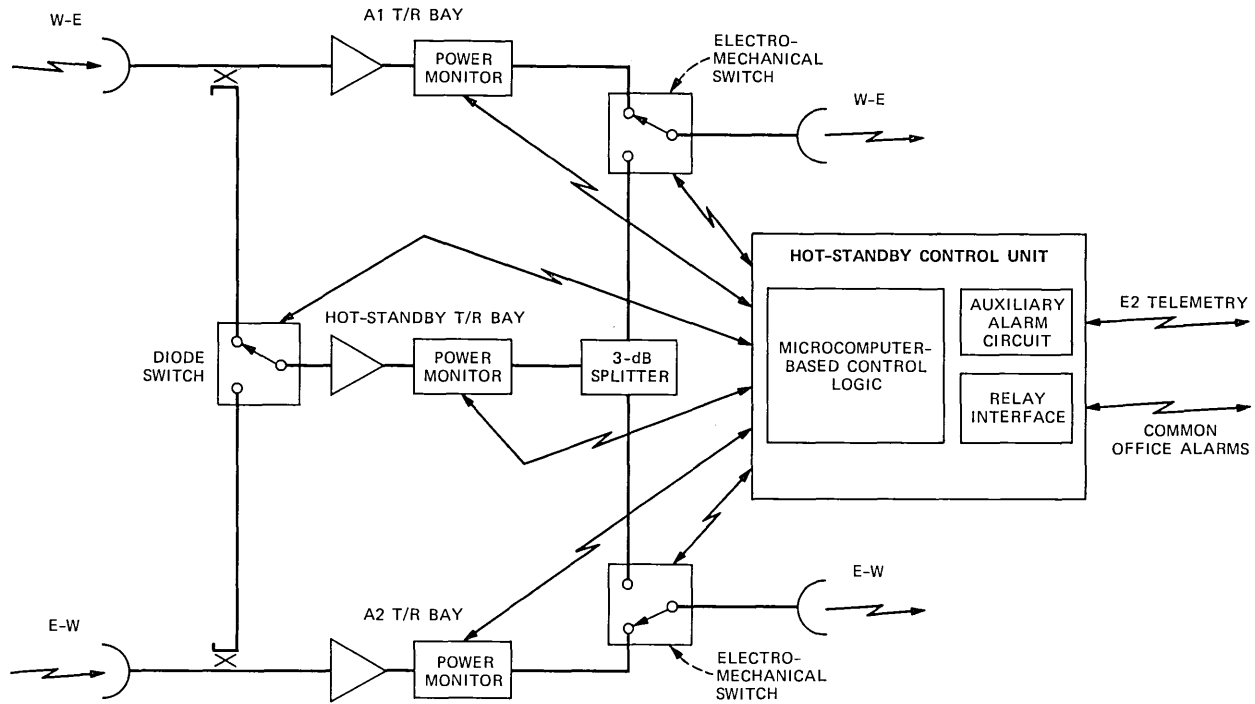 W-E
A1 T/R BAY
POWER
MONITOR
ELECTRO-
MECHANICAL
SWITCH
W-E
HOT-STANDBY CONTROL UNIT
MICROCOMPUTER-
BASED CONTROL
LOGIC
AUXILIARY
ALARM
CIRCUIT
RELAY
INTERFACE
E2 TELEMETRY
COMMON
OFFICE ALARMS
DIODE
SWITCH
HOT-STANDBY T/R BAY
POWER
MONITOR
3-dB
SPLITTER
E-W
A2 T/R BAY
POWER
MONITOR
E-W
ELECTRO-
MECHANICAL
SWITCH